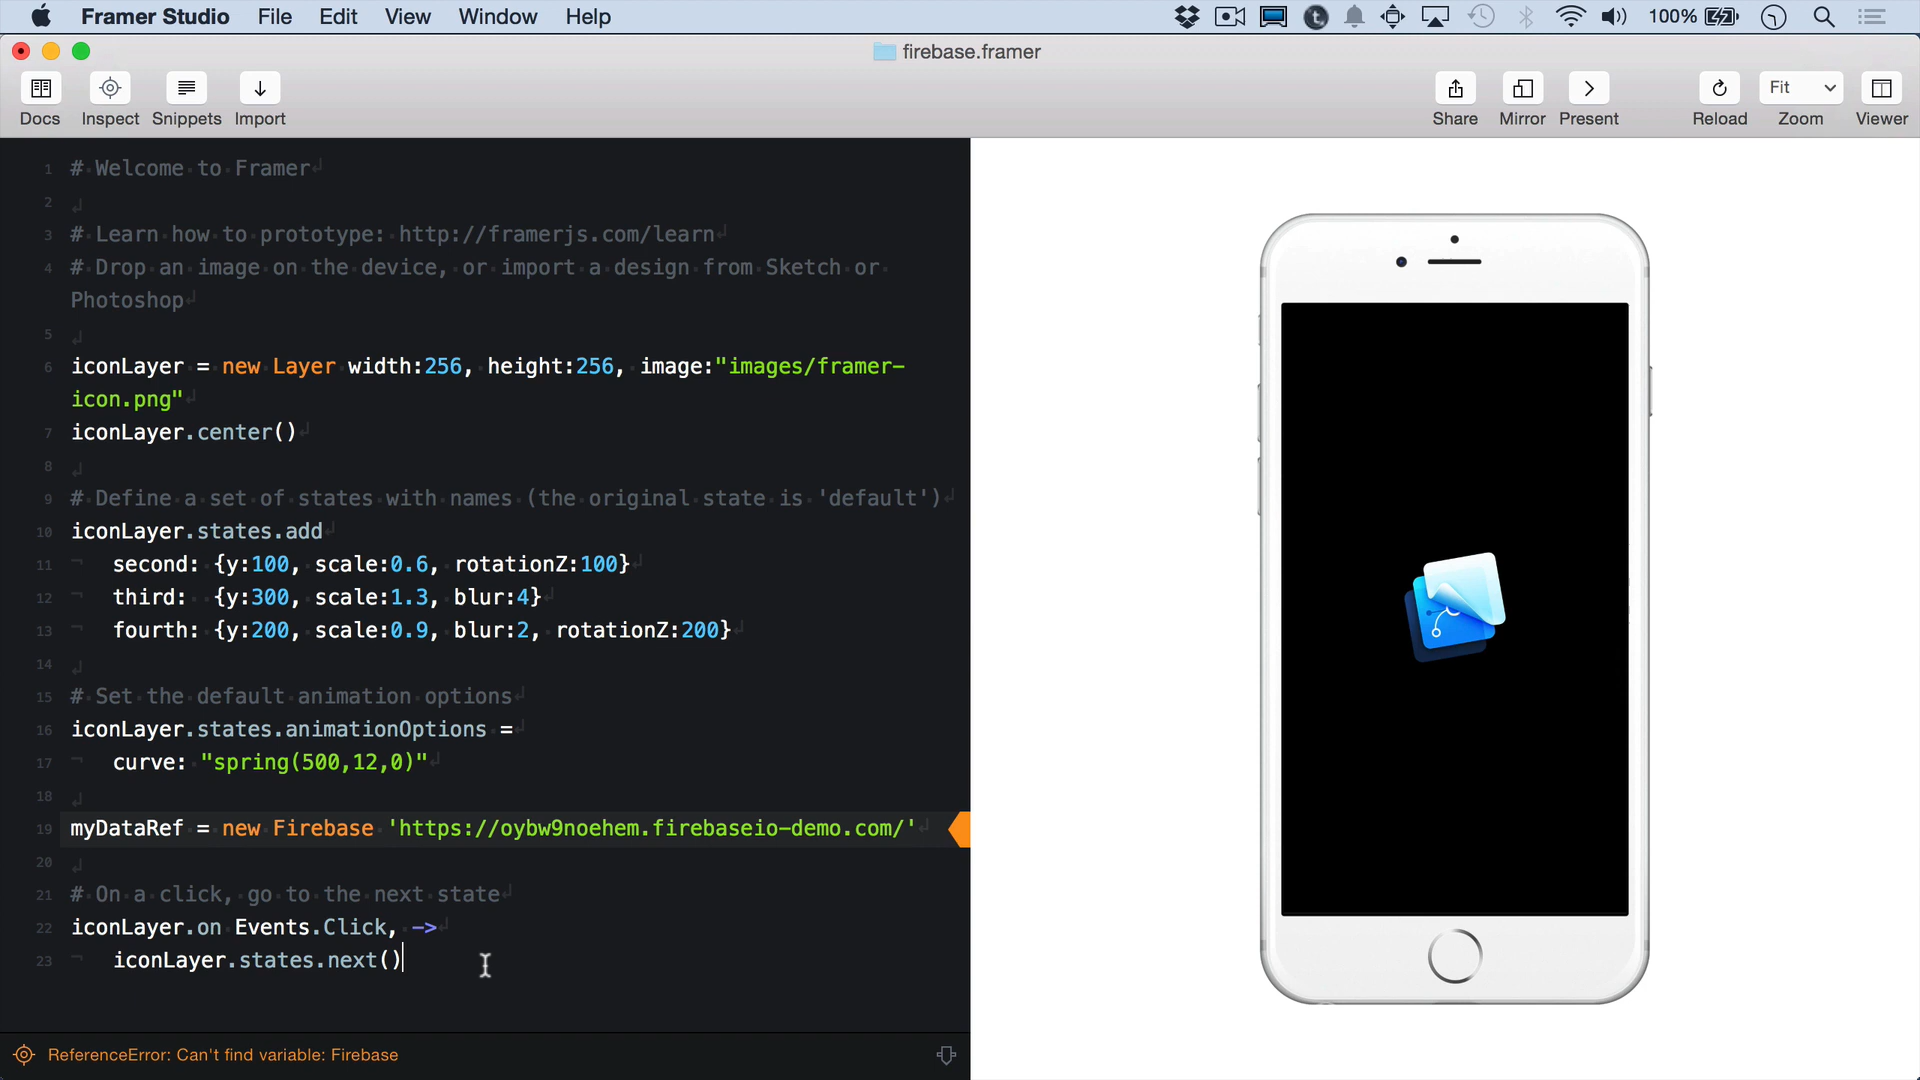 Framer Studio File Edit View Window Help 100%
firebase.framer
Docs Inspect Snippets Import Share Mirror Present Reload Fit Zoom Viewer
1 # Welcome to Framer
2
3 # Learn how to prototype: http://framerjs.com/learn
4 # Drop an image on the device, or import a design from Sketch or
Photoshop
5
6 iconLayer = new Layer width:256, height:256, image:"images/framer-
icon.png"
7 iconLayer.center()
8
9 # Define a set of states with names (the original state is 'default')
10 iconLayer.states.add
11 second: {y:100, scale:0.6, rotationZ:100}
12 third: {y:300, scale:1.3, blur:4}
13 fourth: {y:200, scale:0.9, blur:2, rotationZ:200}
14
15 # Set the default animation options
16 iconLayer.states.animationOptions =
17 curve: "spring(500,12,0)"
18
19 myDataRef = new Firebase 'https://oybw9noehem.firebaseio-demo.com/'
20
21 # On a click, go to the next state
22 iconLayer.on Events.Click, ->
23 iconLayer.states.next()
ReferenceError: Can't find variable: Firebase